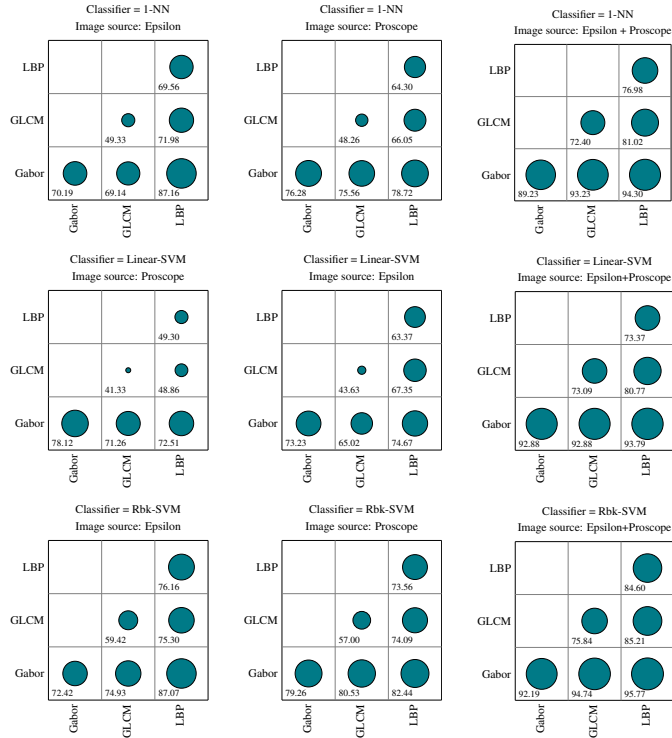 Classifier = 1-NN
Image source: Epsilon
LBP
69.56
GLCM
49.33 71.98
Gabor
70.19 69.14 87.16
Gabor GLCM LBP
Classifier = 1-NN
Image source: Proscope
LBP
64.30
GLCM
48.26 66.05
Gabor
76.28 75.56 78.72
Gabor GLCM LBP
Classifier = 1-NN
Image source: Epsilon + Proscope
LBP
76.98
GLCM
72.40 81.02
Gabor
89.23 93.23 94.30
Gabor GLCM LBP
Classifier = Linear-SVM
Image source: Proscope
LBP
49.30
GLCM
41.33 48.86
Gabor
78.12 71.26 72.51
Gabor GLCM LBP
Classifier = Linear-SVM
Image source: Epsilon
LBP
63.37
GLCM
43.63 67.35
Gabor
73.23 65.02 74.67
Gabor GLCM LBP
Classifier = Linear-SVM
Image source: Epsilon+Proscope
LBP
73.37
GLCM
73.09 80.77
Gabor
92.88 92.88 93.79
Gabor GLCM LBP
Classifier = Rbk-SVM
Image source: Epsilon
LBP
76.16
GLCM
59.42 75.30
Gabor
72.42 74.93 87.07
Gabor GLCM LBP
Classifier = Rbk-SVM
Image source: Proscope
LBP
73.56
GLCM
57.00 74.09
Gabor
79.26 80.53 82.44
Gabor GLCM LBP
Classifier = Rbk-SVM
Image source: Epsilon+Proscope
LBP
84.60
GLCM
75.84 85.21
Gabor
92.19 94.74 95.77
Gabor GLCM LBP